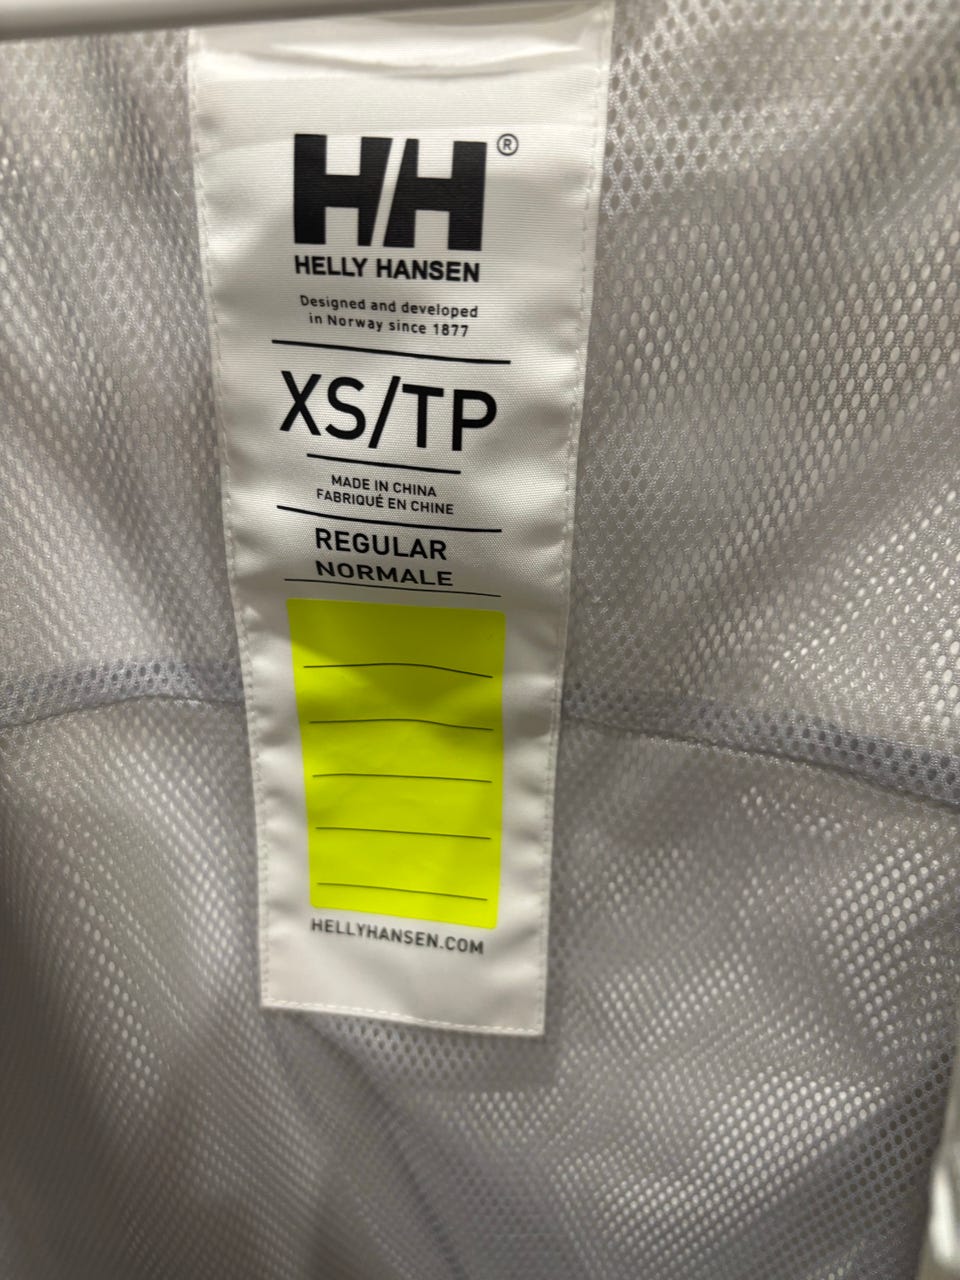 HH®
HELLY HANSEN
Designed and developed
in Norway since 1877
XS/TP
MADE IN CHINA
FABRIQUÉ EN CHINE
REGULAR
NORMALE
HELLYHANSEN.COM